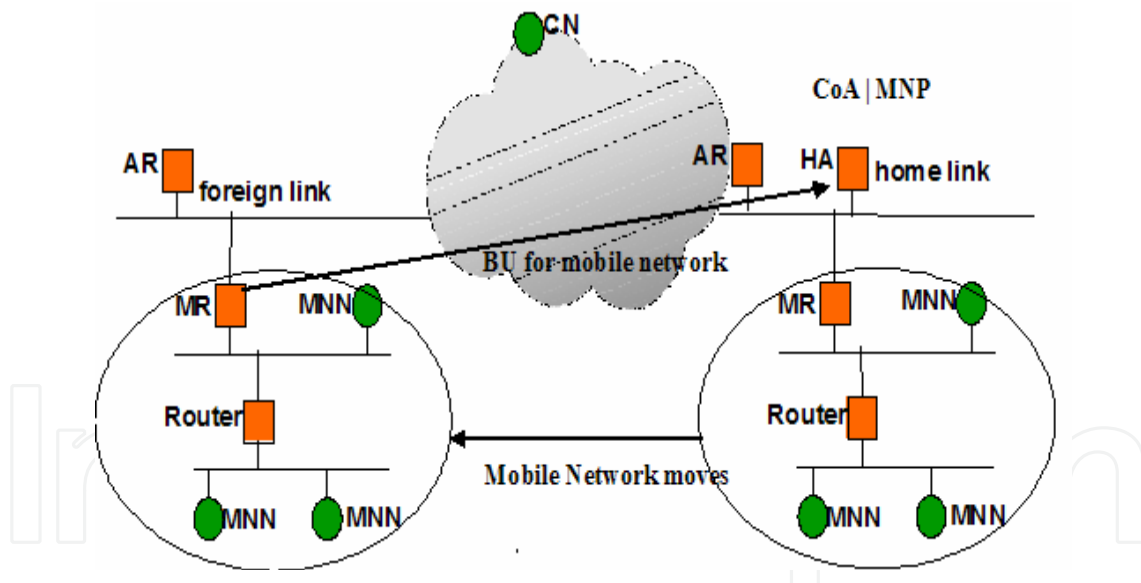 CN
CoA | MNP
AR
foreign link
AR
HA
home link
BU for mobile network
MR
MNN
MR
MNN
Router
Router
Mobile Network moves
MNN
MNN
MNN
MNN